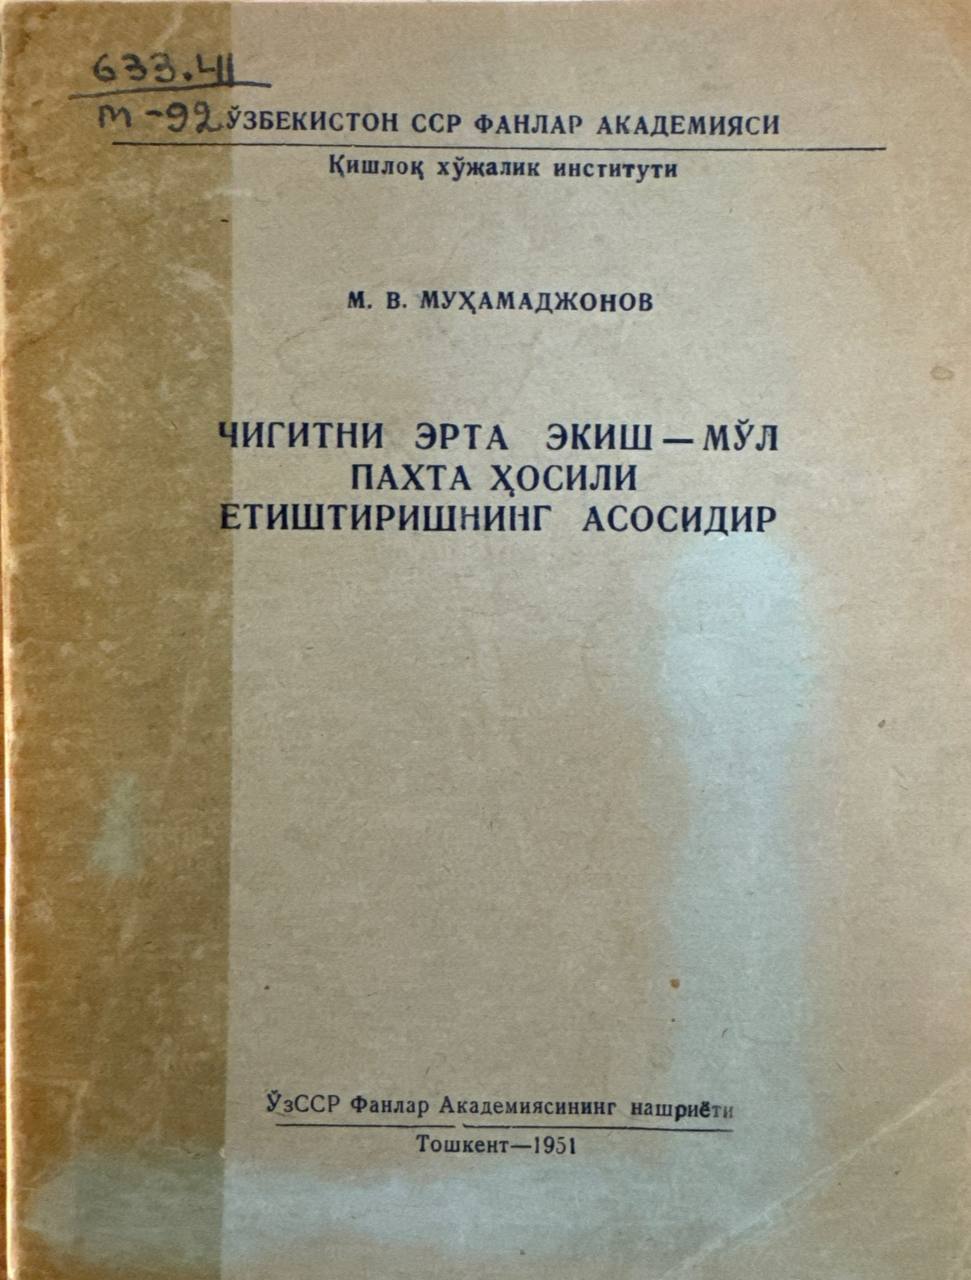 633.41
М-92
ЎЗБЕКИСТОН ССР ФАНЛАР АКАДЕМИЯСИ
Қишлоқ хўжалик институти
М. В. МУҲАМАДЖОНОВ
ЧИГИТНИ ЭРТА ЭКИШ — МЎЛ
ПАХТА ҲОСИЛИ
ЕТИШТИРИШНИНГ АСОСИДИР
ЎзССР Фанлар Академиясининг нашриёти
Тошкент—1951